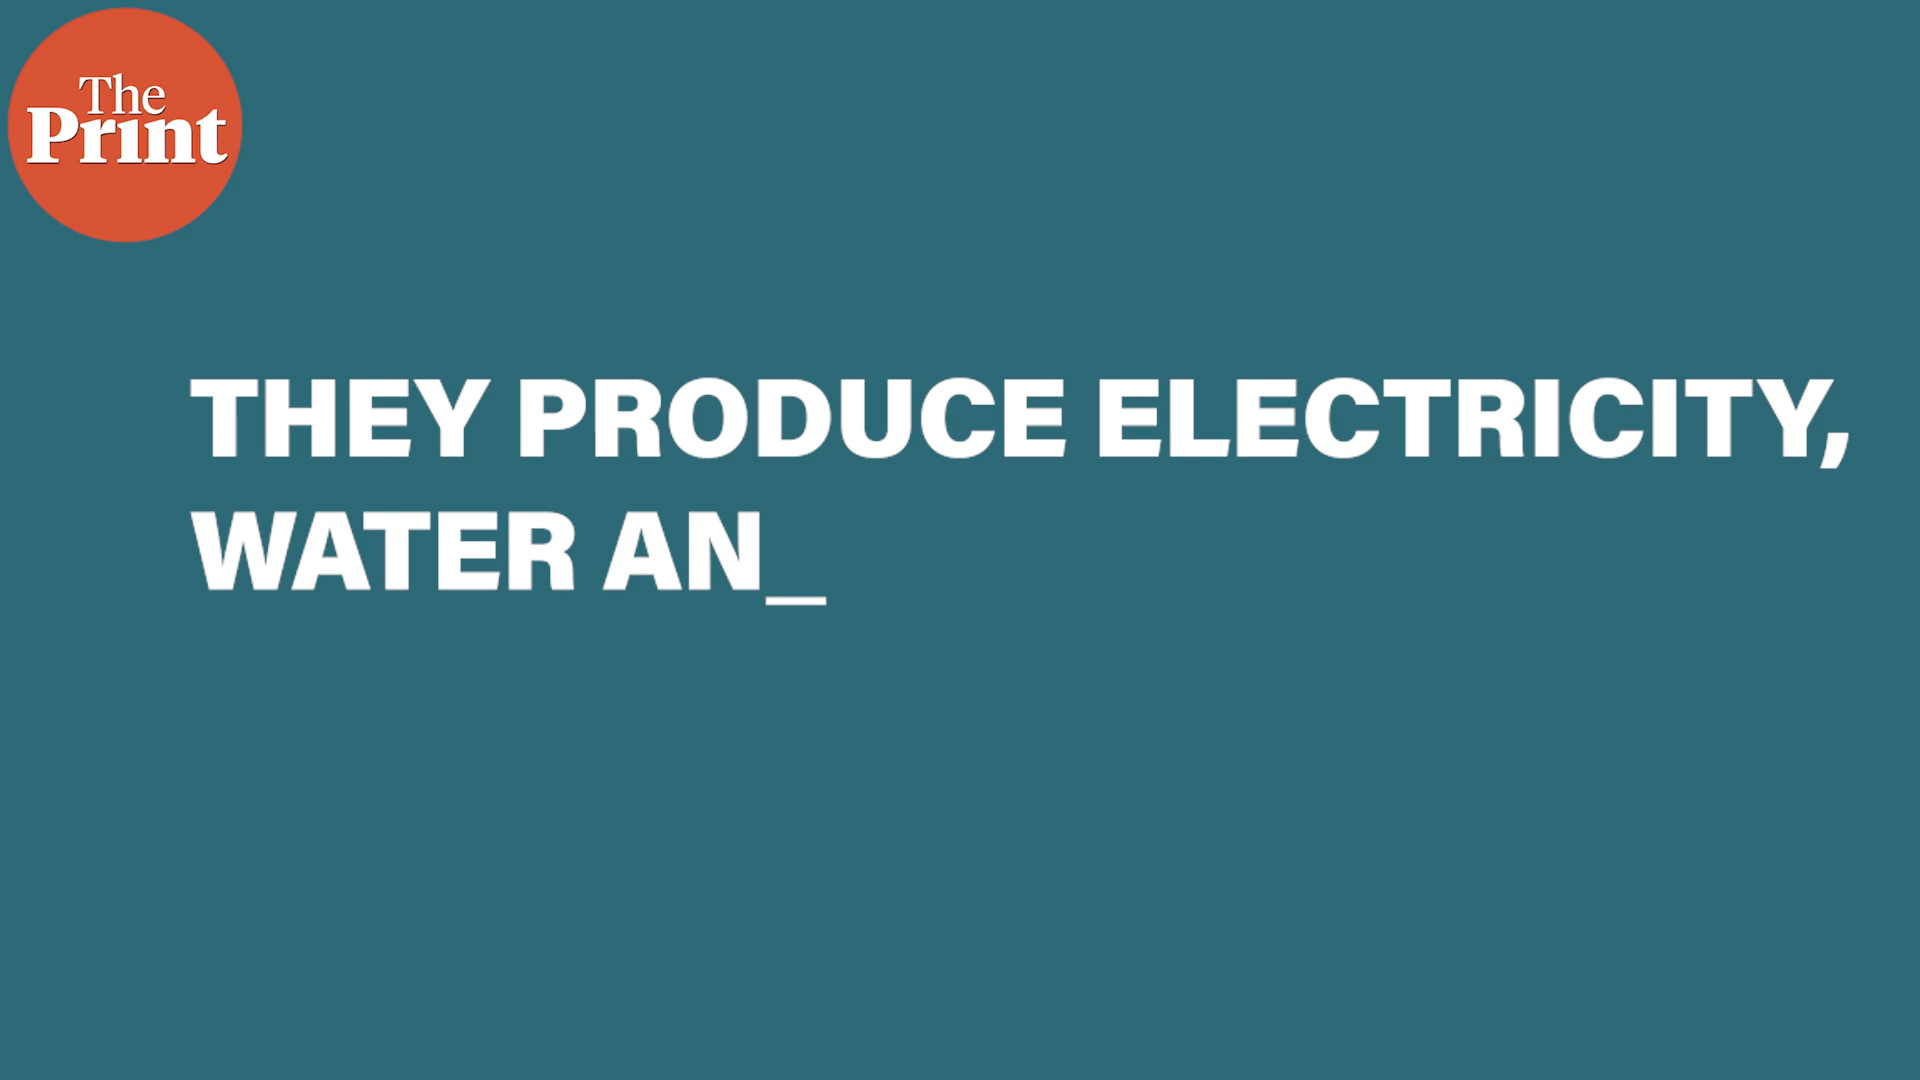 The
Print
THEY PRODUCE ELECTRICITY,
WATER AN_